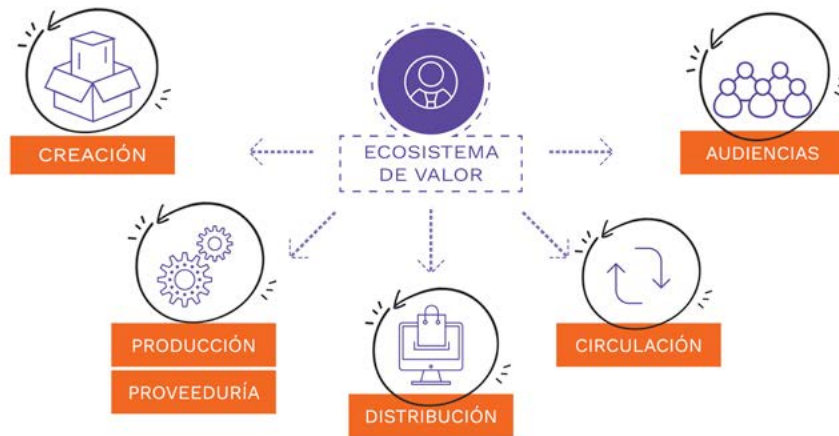 ECOSISTEMA
DE VALOR
CREACIÓN
PRODUCCIÓN
PROVEEDURÍA
DISTRIBUCIÓN
CIRCULACIÓN
AUDIENCIAS